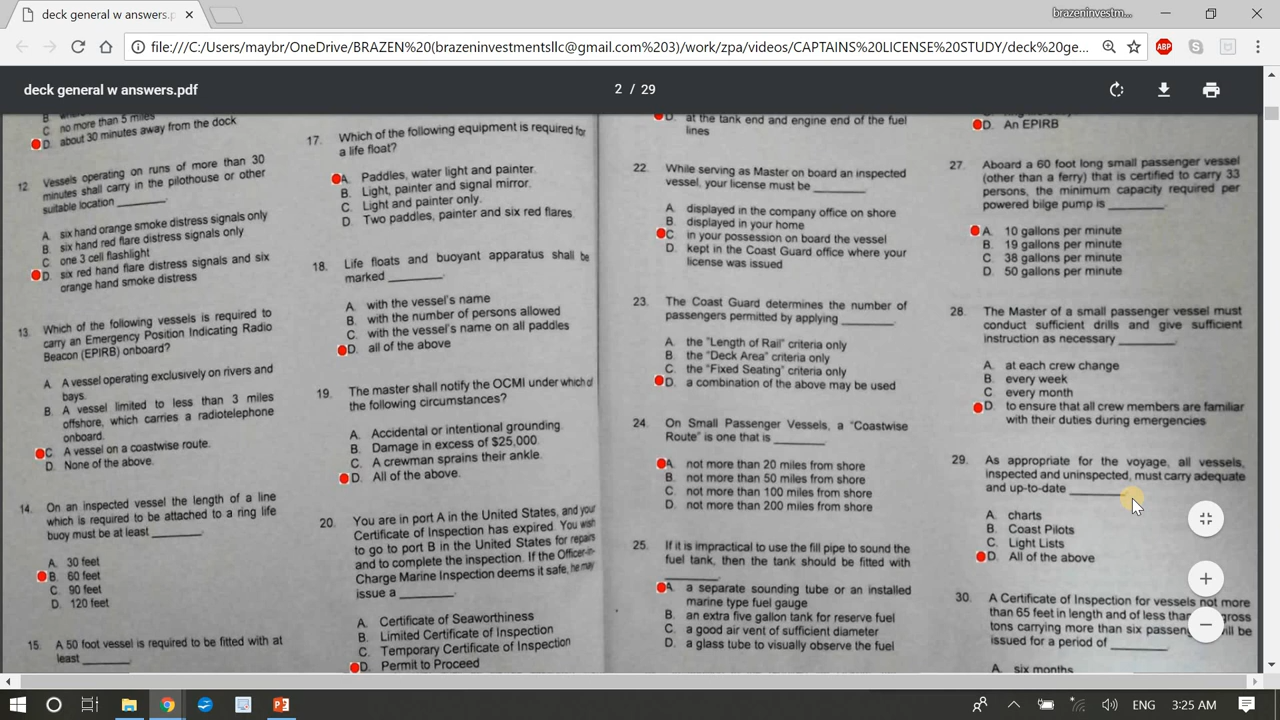 deck general w answers.p
brazeninvestm...
file:///C:/Users/maybr/OneDrive/BRAZEN%20(brazeninvestmentsllc@gmail.com%203)/work/zpa/videos/CAPTAINS%20LICENSE%20STUDY/deck%20ge...
ABP
deck general w answers.pdf
2 / 29
C. no more than 5 miles
D. about 30 minutes away from the dock
12. Vessels operating on runs of more than 30
minutes shall carry in the pilothouse or other
suitable location ________.
A. six hand orange smoke distress signals only
B. six hand red flare distress signals only
C. one 3 cell flashlight
D. six red hand flare distress signals and six
orange hand smoke distress
13. Which of the following vessels is required to
carry an Emergency Position Indicating Radio
Beacon (EPIRB) onboard?
A. A vessel operating exclusively on rivers and
bays.
B. A vessel limited to less than 3 miles
offshore, which carries a radiotelephone
onboard.
C. A vessel on a coastwise route.
D. None of the above.
14. On an inspected vessel the length of a line
which is required to be attached to a ring life
buoy must be at least ________.
A. 30 feet
B. 60 feet
C. 90 feet
D. 120 feet
15. A 50 foot vessel is required to be fitted with at
least ________.
17. Which of the following equipment is required for
a life float?
A. Paddles, water light and painter.
B. Light, painter and signal mirror.
C. Light and painter only.
D. Two paddles, painter and six red flares.
18. Life floats and buoyant apparatus shall be
marked ________.
A. with the vessel's name
B. with the number of persons allowed
C. with the vessel's name on all paddles
D. all of the above
19. The master shall notify the OCMI under which of
the following circumstances?
A. Accidental or intentional grounding.
B. Damage in excess of $25,000.
C. A crewman sprains their ankle.
D. All of the above.
20. You are in port A in the United States, and your
Certificate of Inspection has expired. You wish
to go to port B in the United States for repairs
and to complete the inspection. If the Officer-in-
Charge Marine Inspection deems it safe, he may
issue a ________.
A. Certificate of Seaworthiness
B. Limited Certificate of Inspection
C. Temporary Certificate of Inspection
D. Permit to Proceed
D. at the tank end and engine end of the fuel
lines
22. While serving as Master on board an inspected
vessel, your license must be ________.
A. displayed in the company office on shore
B. displayed in your home
C. in your possession on board the vessel
D. kept in the Coast Guard office where your
license was issued
23. The Coast Guard determines the number of
passengers permitted by applying ________.
A. the "Length of Rail" criteria only
B. the "Deck Area" criteria only
C. the "Fixed Seating" criteria only
D. a combination of the above may be used
24. On Small Passenger Vessels, a "Coastwise
Route" is one that is ________.
A. not more than 20 miles from shore
B. not more than 50 miles from shore
C. not more than 100 miles from shore
D. not more than 200 miles from shore
25. If it is impractical to use the fill pipe to sound the
fuel tank, then the tank should be fitted with
________.
A. a separate sounding tube or an installed
marine type fuel gauge
B. an extra five gallon tank for reserve fuel
C. a good air vent of sufficient diameter
D. a glass tube to visually observe the fuel
D. An EPIRB
27. Aboard a 60 foot long small passenger vessel
(other than a ferry) that is certified to carry 33
persons, the minimum capacity required per
powered bilge pump is ________.
A. 10 gallons per minute
B. 19 gallons per minute
C. 38 gallons per minute
D. 50 gallons per minute
28. The Master of a small passenger vessel must
conduct sufficient drills and give sufficient
instruction as necessary ________.
A. at each crew change
B. every week
C. every month
D. to ensure that all crew members are familiar
with their duties during emergencies
29. As appropriate for the voyage, all vessels,
inspected and uninspected, must carry adequate
and up-to-date ________
A. charts
B. Coast Pilots
C. Light Lists
D. All of the above
30. A Certificate of Inspection for vessels not more
than 65 feet in length and of less than gross
tons carrying more than six passen will be
issued for a period of ________.
A. six months
ENG
3:25 AM